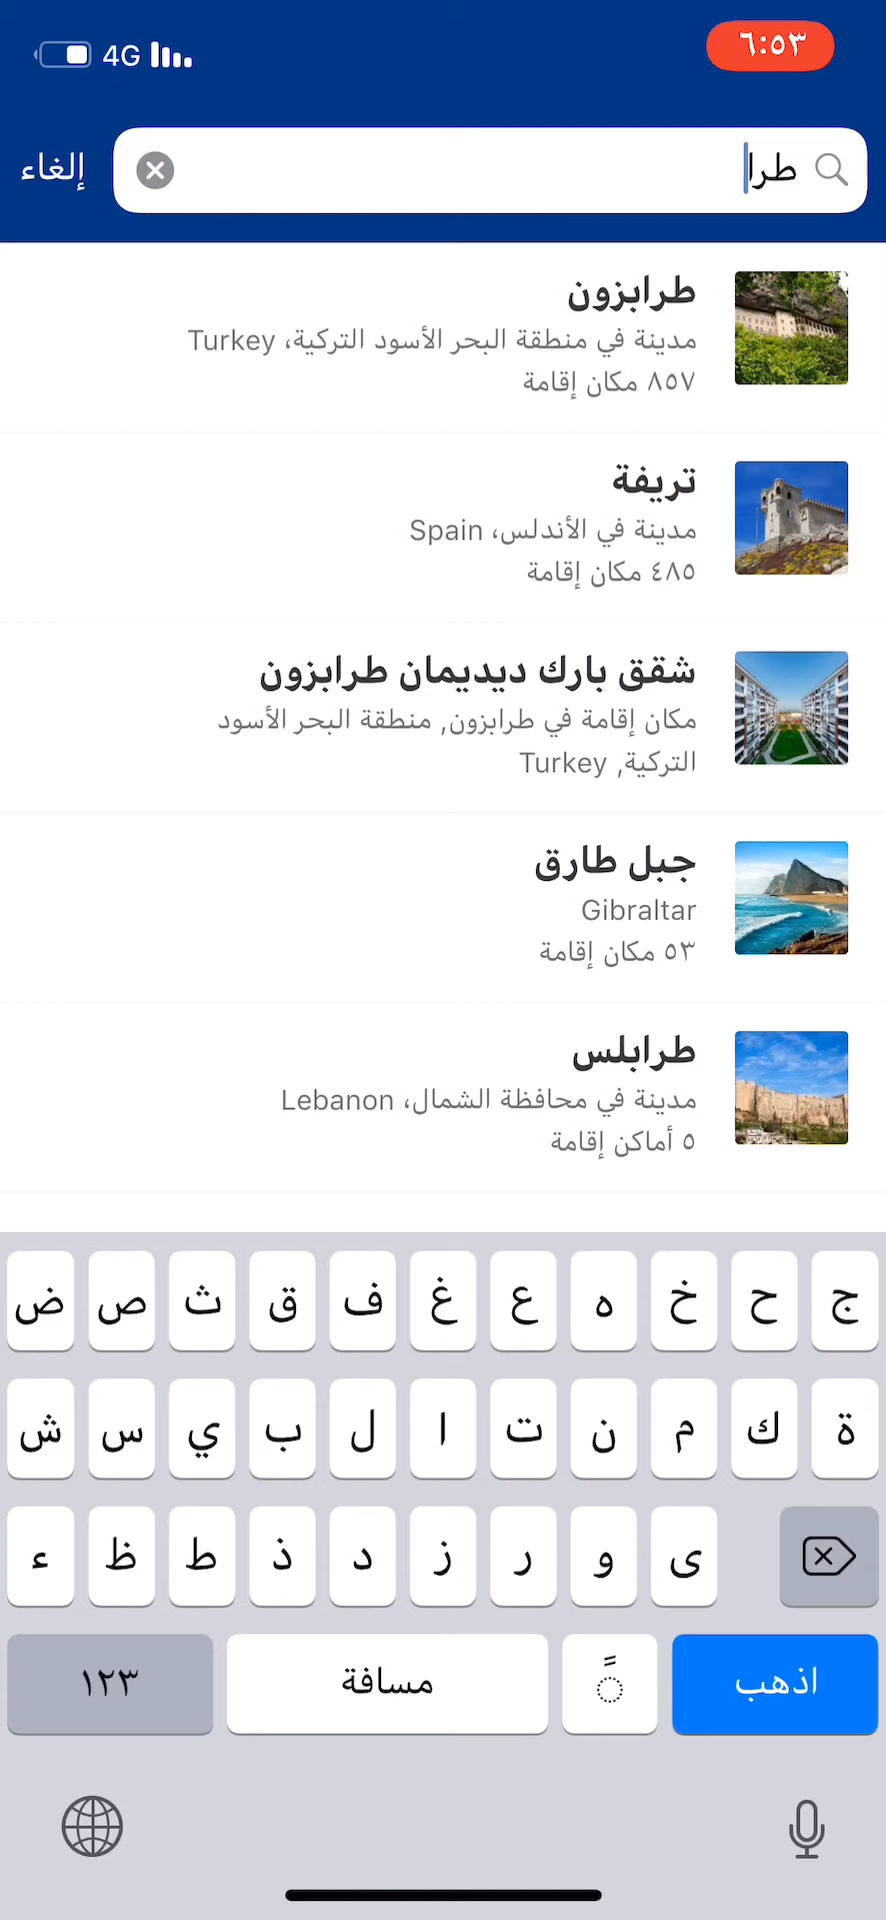 4G ٦:٥٣
طرا إلغاء
طرابزون
مدينة في منطقة البحر الأسود التركية، Turkey
٨٥٧ مكان إقامة
تريفة
مدينة في الأندلس، Spain
٤٨٥ مكان إقامة
شقق بارك ديديمان طرابزون
مكان إقامة في طرابزون, منطقة البحر الأسود
التركية, Turkey
جبل طارق
Gibraltar
٥٣ مكان إقامة
طرابلس
مدينة في محافظة الشمال، Lebanon
٥ أماكن إقامة
ض ص ث ق ف غ ع ه خ ح ج
ش س ي ب ل ا ت ن م ك ة
ء ظ ط ذ د ز ر و ى
١٢٣ مسافة اذهب